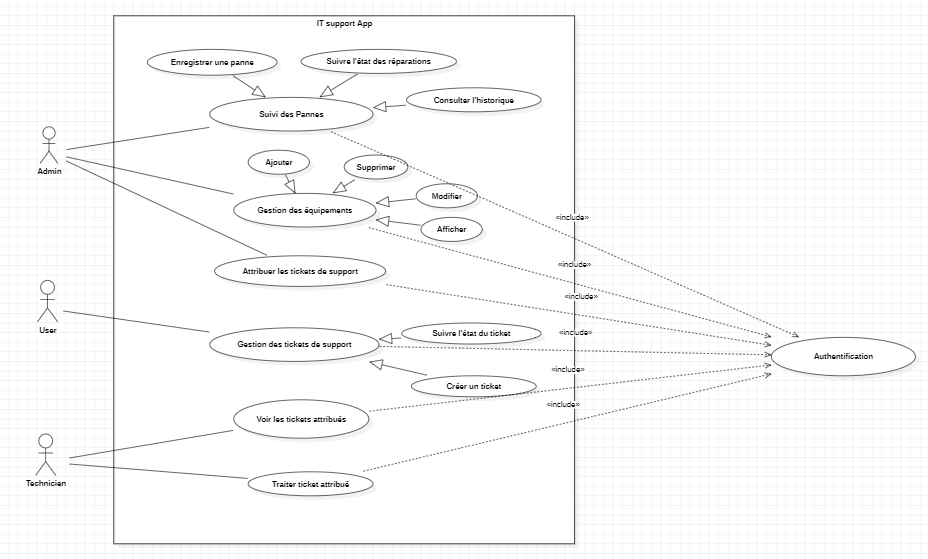 IT support App
Enregistrer une panne
Suivre l'état des réparations
Consulter l'historique
Suivi des Pannes
Admin
Ajouter
Supprimer
Modifier
Gestion des équipements
Afficher
«include»
«include»
Attribuer les tickets de support
«include»
User
Suivre l'état du ticket
«include»
Gestion des tickets de support
Authentification
«include»
Créer un ticket
«include»
Voir les tickets attribués
Technicien
Traiter ticket attribué